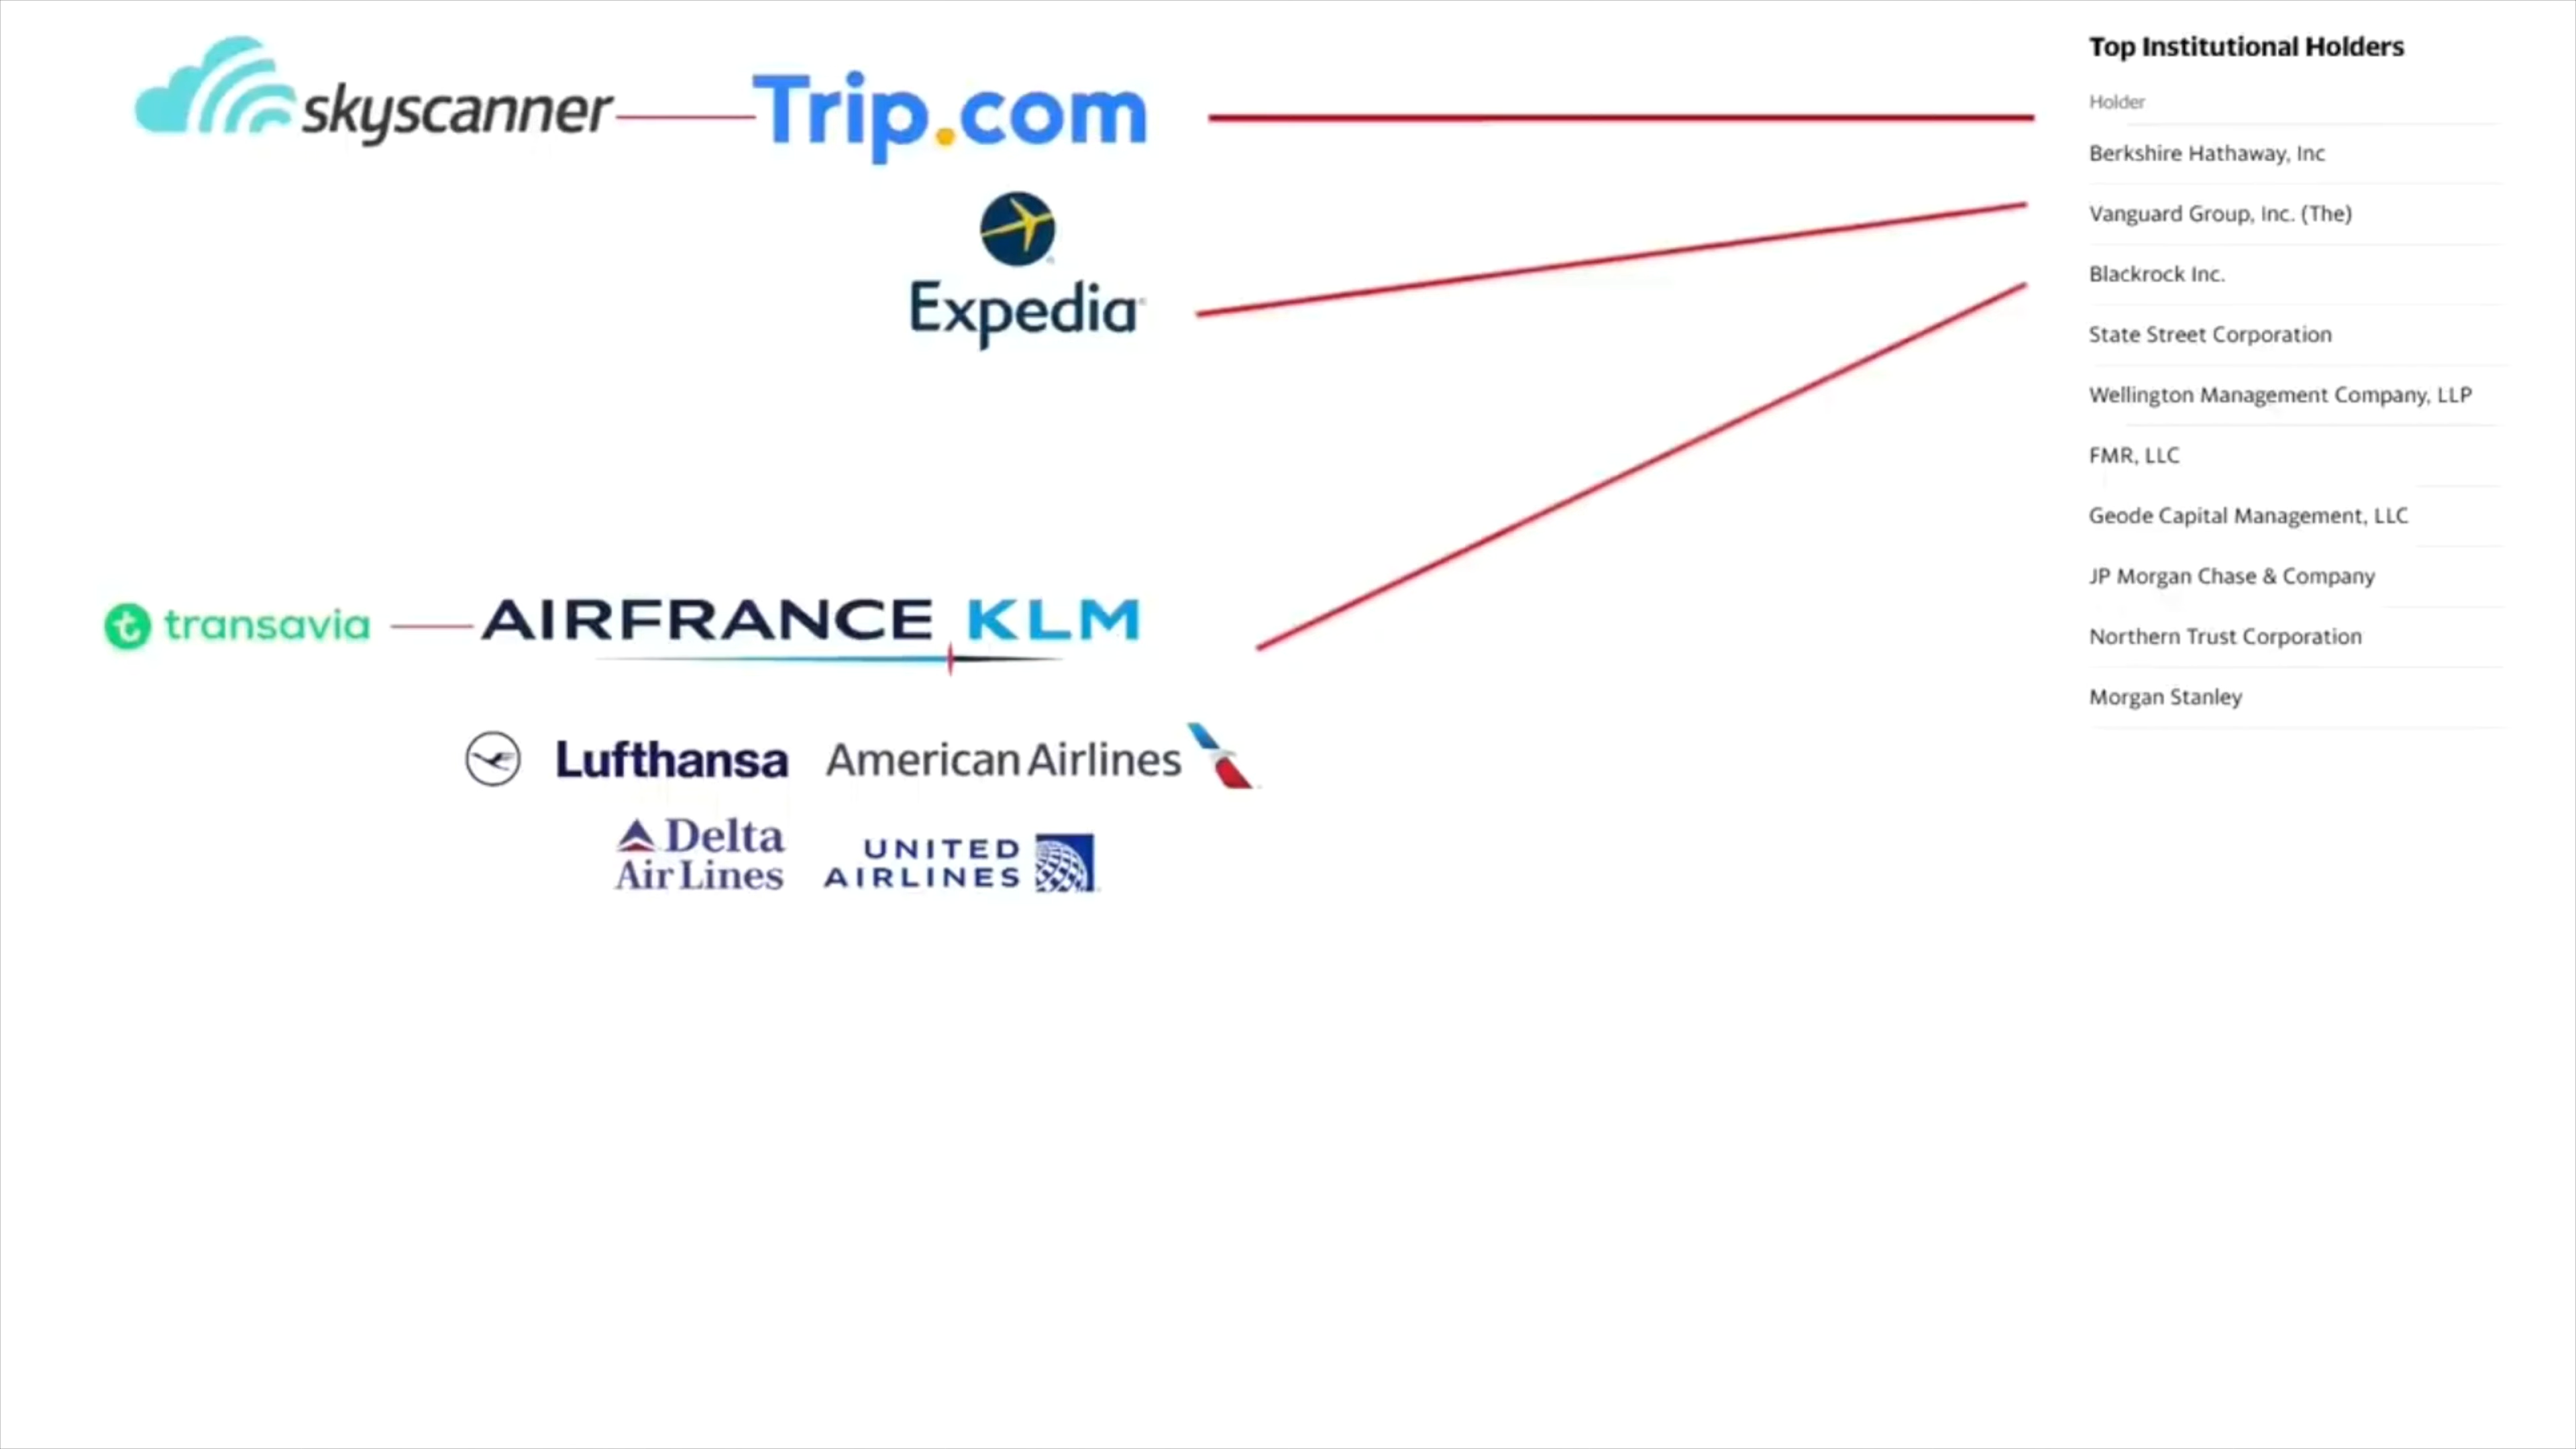 skyscanner
Trip.com
Expedia
transavia
AIRFRANCE KLM
Lufthansa
American Airlines
Delta
Air Lines
UNITED
AIRLINES
Top Institutional Holders
Holder
Berkshire Hathaway, Inc
Vanguard Group, Inc. (The)
Blackrock Inc.
State Street Corporation
Wellington Management Company, LLP
FMR, LLC
Geode Capital Management, LLC
JP Morgan Chase & Company
Northern Trust Corporation
Morgan Stanley